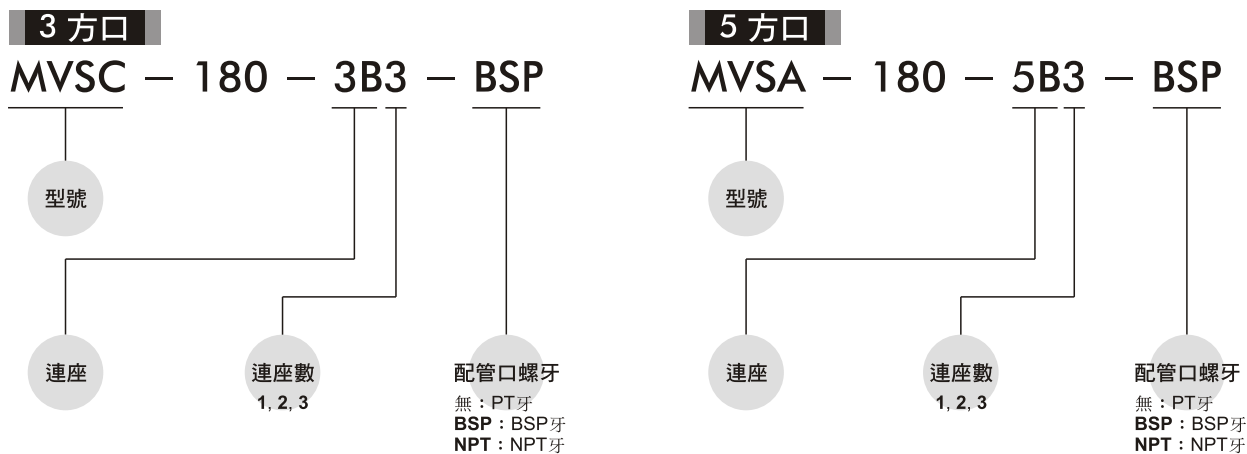 3 方口
MVSC – 180 – 3B3 – BSP
型號
連座
連座數
1, 2, 3
配管口螺牙
無：PT牙
BSP：BSP牙
NPT：NPT牙
5 方口
MVSA – 180 – 5B3 – BSP
型號
連座
連座數
1, 2, 3
配管口螺牙
無：PT牙
BSP：BSP牙
NPT：NPT牙